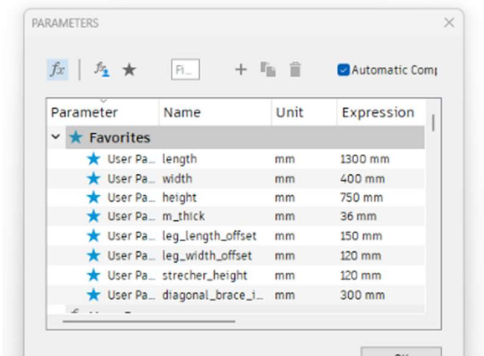 PARAMETERS
fx
Fi...
Automatic Comp
Parameter Name Unit Expression
Favorites
User Pa... length mm 1300 mm
User Pa... width mm 400 mm
User Pa... height mm 750 mm
User Pa... m_thick mm 36 mm
User Pa... leg_length_offset mm 150 mm
User Pa... leg_width_offset mm 120 mm
User Pa... strecher_height mm 120 mm
User Pa... diagonal_brace_i... mm 300 mm